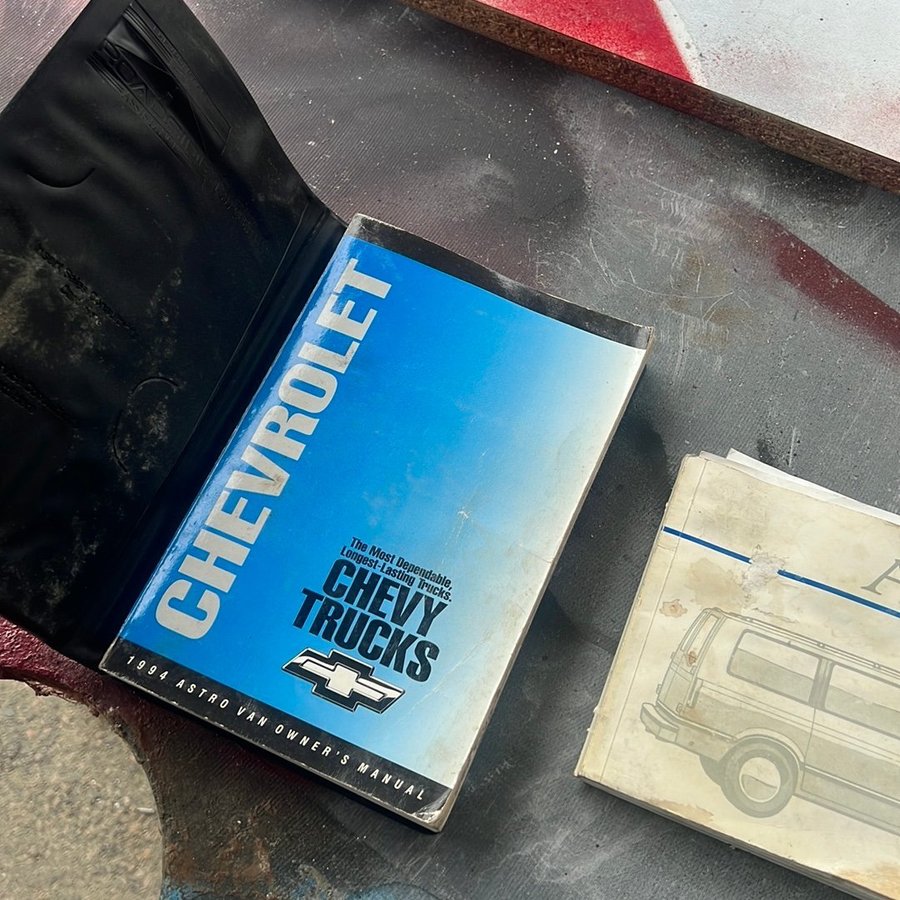 CHEVROLET
The Most Dependable,
Longest-Lasting Trucks.
CHEVY
TRUCKS
1994 ASTRO VAN OWNER'S MANUAL
A